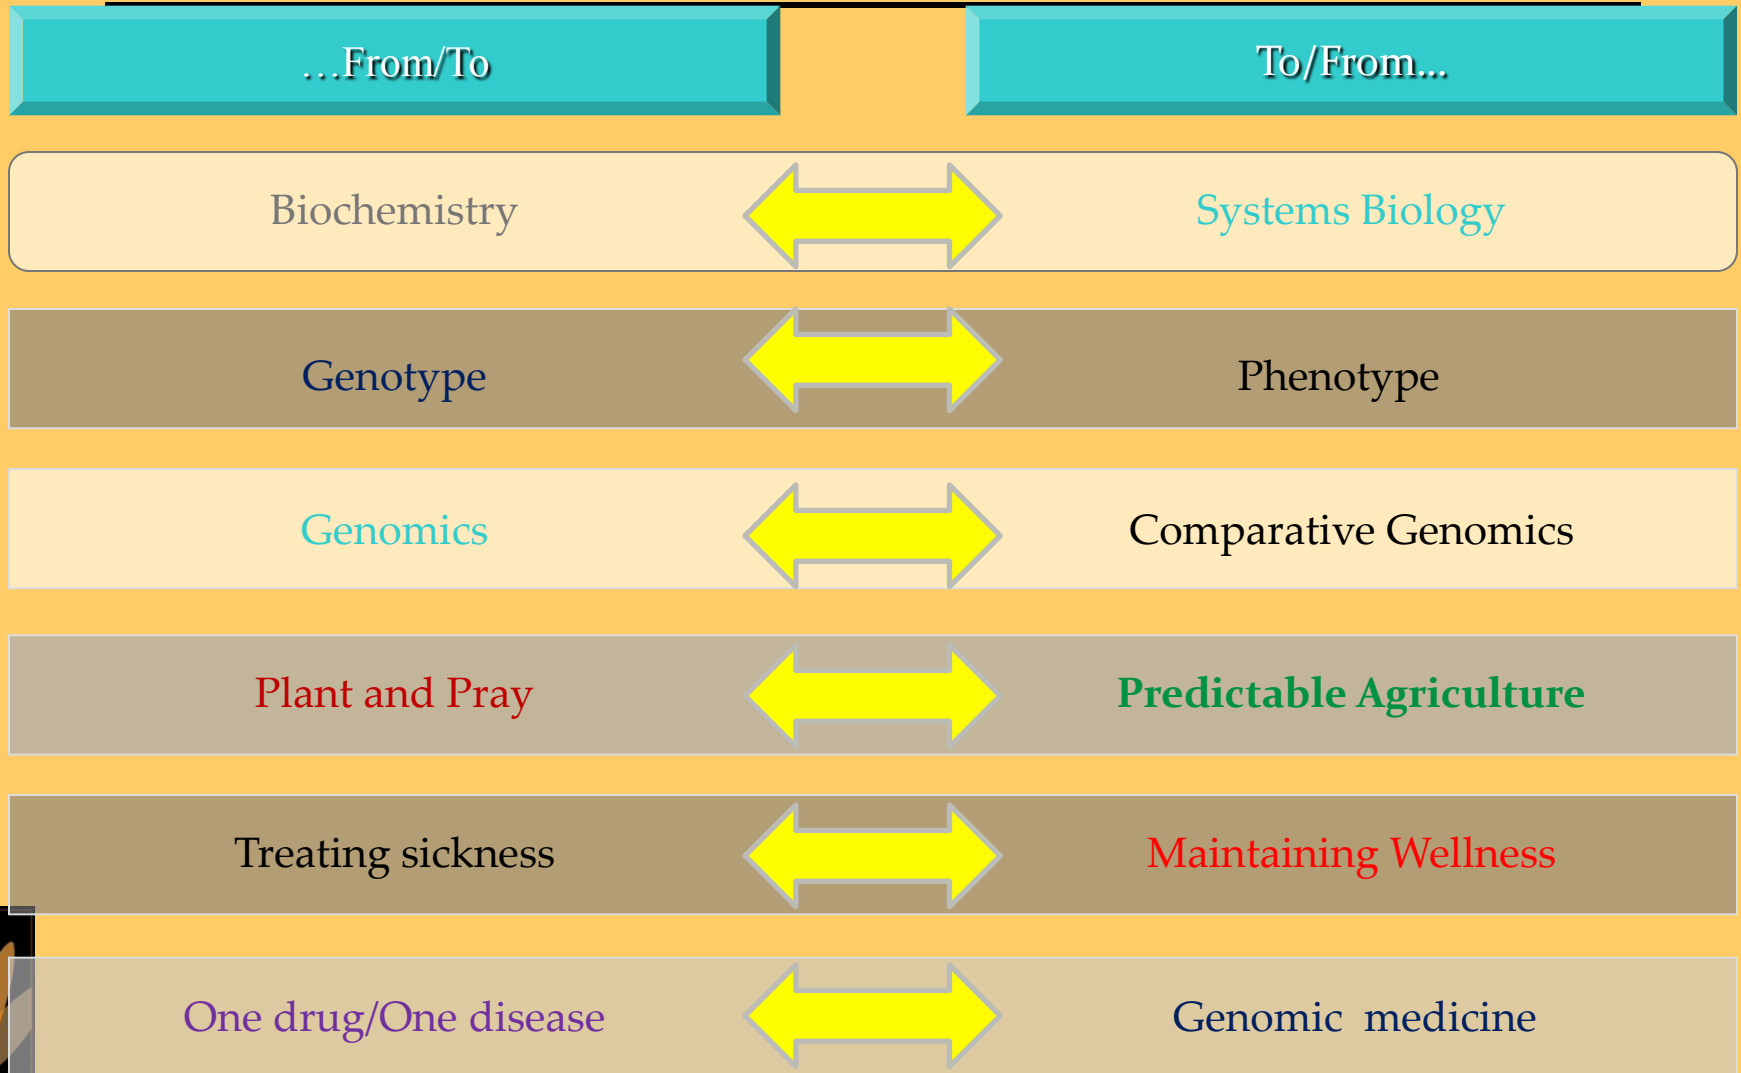 …From/To
To/From...
Biochemistry
Systems Biology
Genotype
Phenotype
Genomics
Comparative Genomics
Plant and Pray
Predictable Agriculture
Treating sickness
Maintaining Wellness
One drug/One disease
Genomic  medicine